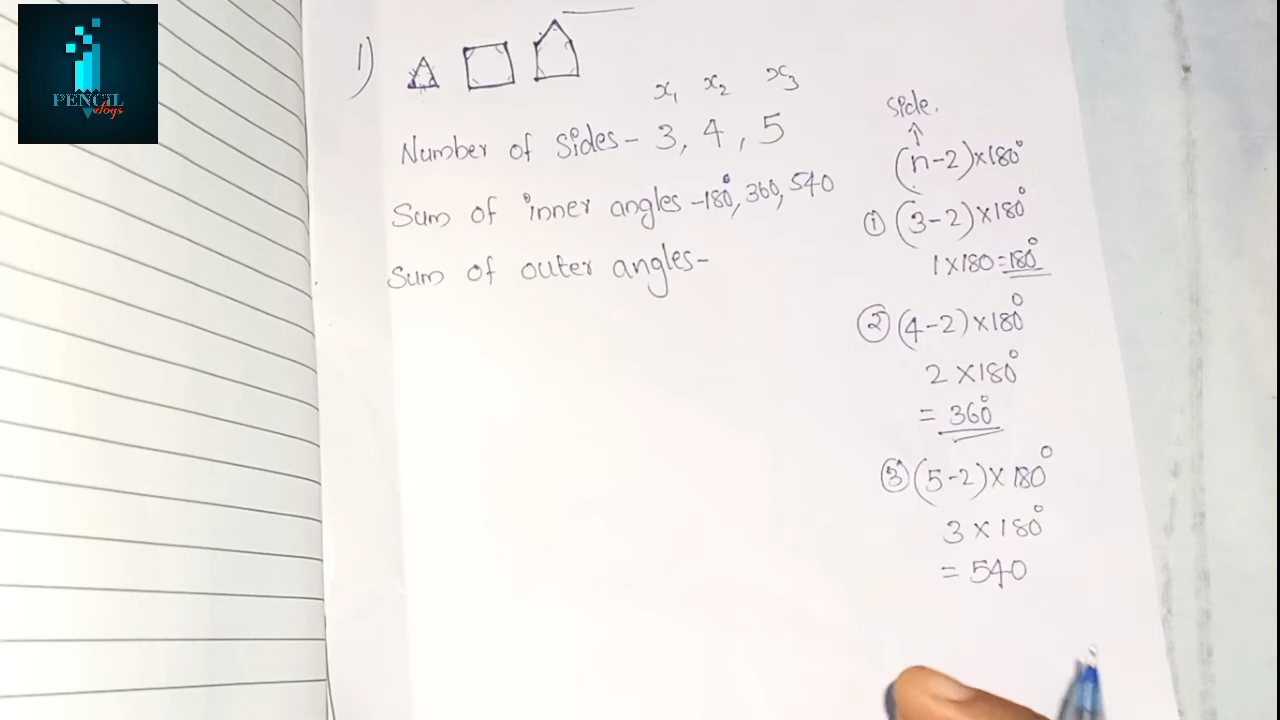 PENCIL
vlogs
1)
x₁ x₂ x₃
Number of Sides - 3, 4, 5
Sum of inner angles - 180°, 360, 540
Sum of outer angles -
side.
↑
(n-2)×180°
① (3-2)×180°
1×180=180°
② (4-2)×180°
2×180°
= 360°
③ (5-2)×180°
3×180°
= 540